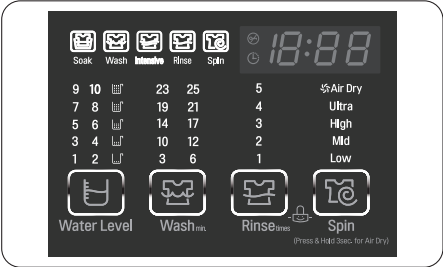 18:88
Soak Wash Intensive Rinse Spin
9 10 23 25 5 Air Dry
7 8 19 21 4 Ultra
5 6 14 17 3 High
3 4 10 12 2 Mid
1 2 3 6 1 Low
Water Level Wash min. Rinse times Spin
(Press & Hold 3sec. for Air Dry)